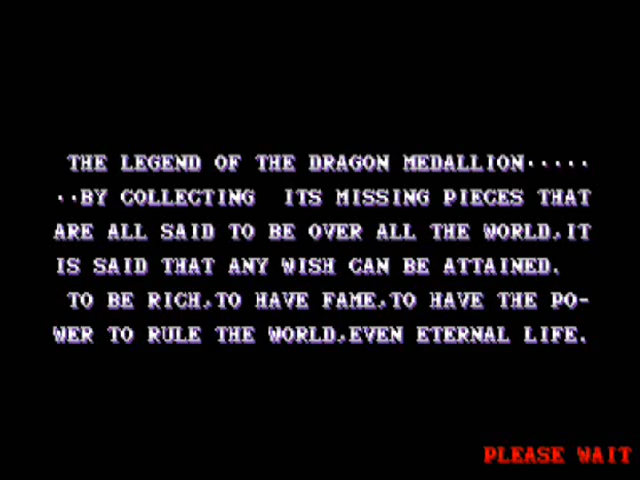 THE LEGEND OF THE DRAGON MEDALLION·····
··BY COLLECTING  ITS MISSING PIECES THAT
ARE ALL SAID TO BE OVER ALL THE WORLD.IT
IS SAID THAT ANY WISH CAN BE ATTAINED.
TO BE RICH,TO HAVE FAME,TO HAVE THE PO-
WER TO RULE THE WORLD,EVEN ETERNAL LIFE.
PLEASE WAIT